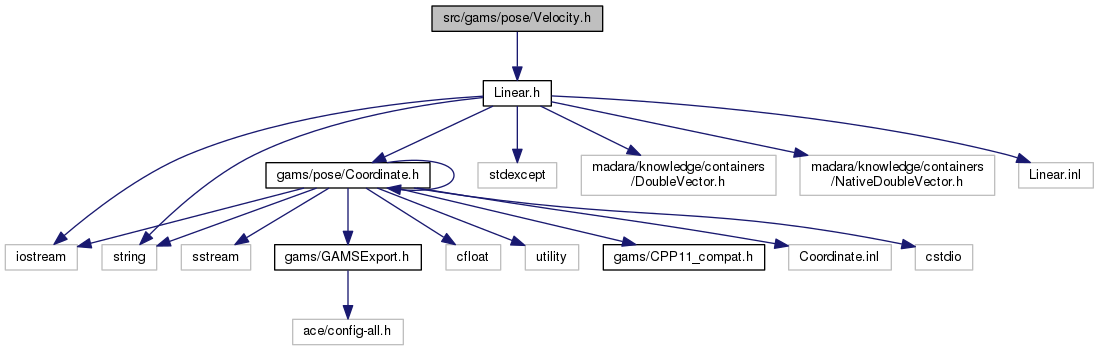 src/gams/pose/Velocity.h
Linear.h
gams/pose/Coordinate.h
stdexcept
madara/knowledge/containers
/DoubleVector.h
madara/knowledge/containers
/NativeDoubleVector.h
Linear.inl
iostream
string
sstream
gams/GAMSExport.h
cfloat
utility
gams/CPP11_compat.h
Coordinate.inl
cstdio
ace/config-all.h